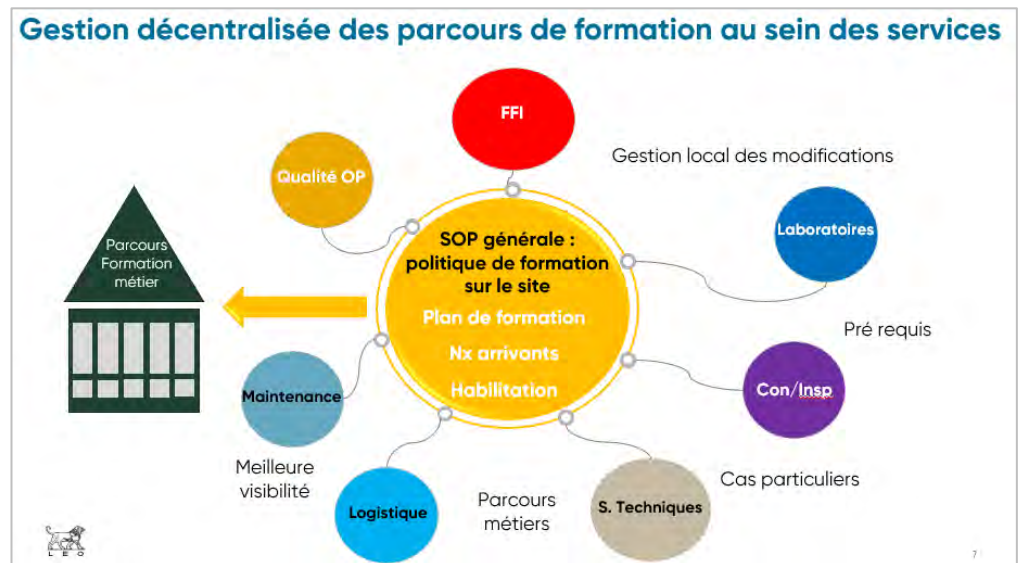 Gestion décentralisée des parcours de formation au sein des services
FFI
Gestion local des modifications
Qualité OP
Laboratoires
Parcours
Formation
métier
SOP générale :
politique de formation
sur le site
Plan de formation
Nx arrivants
Habilitation
Pré requis
Con/Insp
Maintenance
Meilleure
visibilité
Cas particuliers
Logistique
Parcours
métiers
S. Techniques
LEO
7